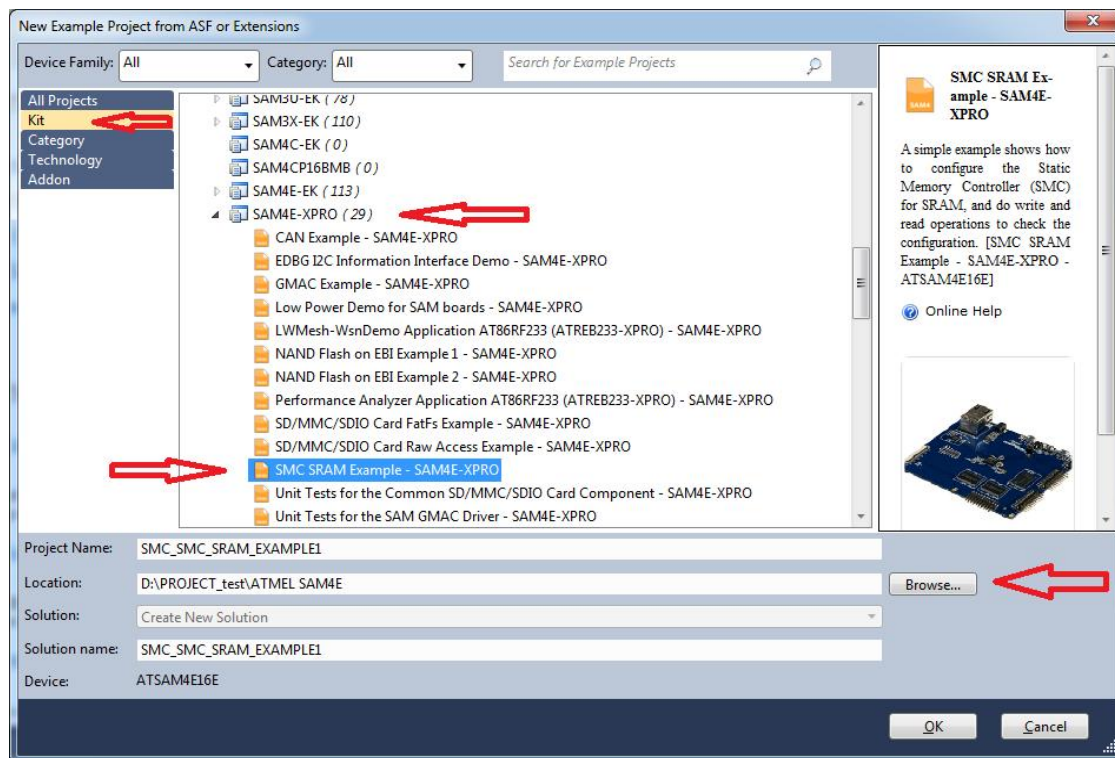 New Example Project from ASF or Extensions
Device Family: All Category: All Search for Example Projects
All Projects
Kit
Category
Technology
Addon
SAM3U-EK (78)
SAM3X-EK (110)
SAM4C-EK (0)
SAM4CP16BMB (0)
SAM4E-EK (113)
SAM4E-XPRO (29)
CAN Example - SAM4E-XPRO
EDBG I2C Information Interface Demo - SAM4E-XPRO
GMAC Example - SAM4E-XPRO
Low Power Demo for SAM boards - SAM4E-XPRO
LWMesh-WsnDemo Application AT86RF233 (ATREB233-XPRO) - SAM4E-XPRO
NAND Flash on EBI Example 1 - SAM4E-XPRO
NAND Flash on EBI Example 2 - SAM4E-XPRO
Performance Analyzer Application AT86RF233 (ATREB233-XPRO) - SAM4E-XPRO
SD/MMC/SDIO Card FatFs Example - SAM4E-XPRO
SD/MMC/SDIO Card Raw Access Example - SAM4E-XPRO
SMC SRAM Example - SAM4E-XPRO
Unit Tests for the Common SD/MMC/SDIO Card Component - SAM4E-XPRO
Unit Tests for the SAM GMAC Driver - SAM4E-XPRO
SMC SRAM Ex-
ample - SAM4E-
XPRO
A simple example shows how
to configure the Static
Memory Controller (SMC)
for SRAM, and do write and
read operations to check the
configuration. [SMC SRAM
Example - SAM4E-XPRO -
ATSAM4E16E]
Online Help
Project Name: SMC_SMC_SRAM_EXAMPLE1
Location: D:\PROJECT_test\ATMEL SAM4E Browse...
Solution: Create New Solution
Solution name: SMC_SMC_SRAM_EXAMPLE1
Device: ATSAM4E16E
OK Cancel